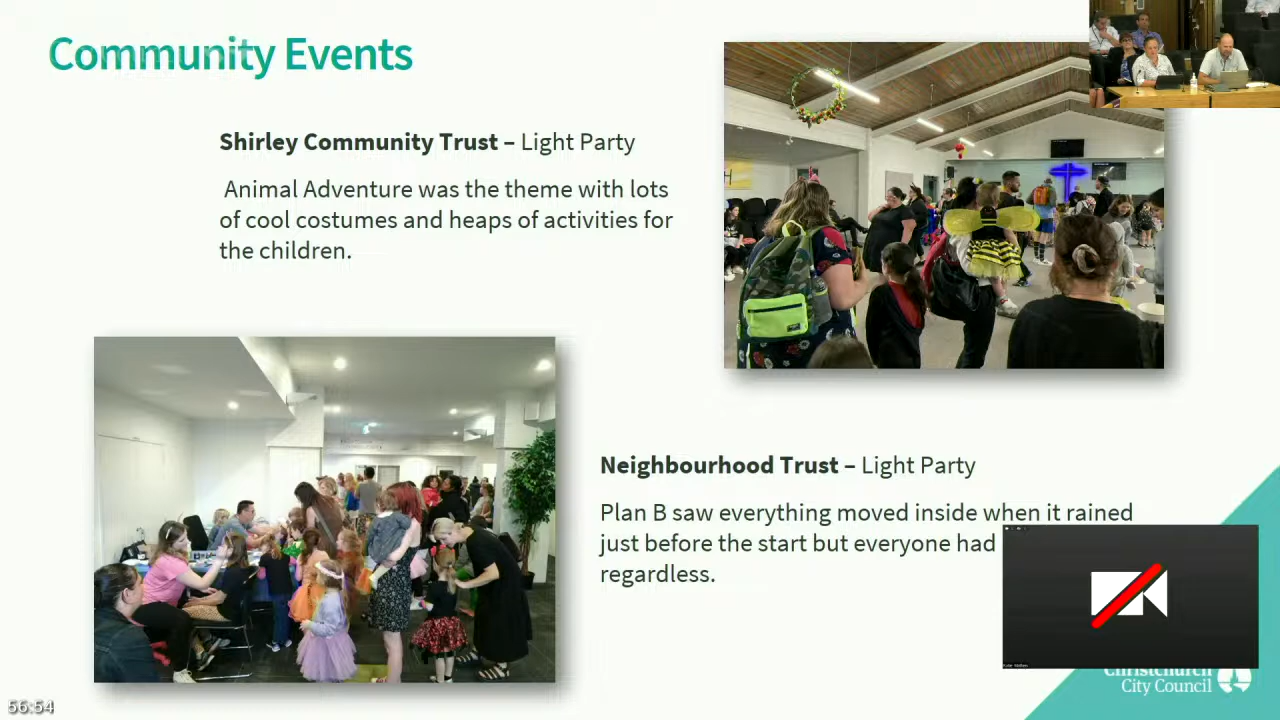 Community Events
Shirley Community Trust – Light Party
Animal Adventure was the theme with lots
of cool costumes and heaps of activities for
the children.
Neighbourhood Trust – Light Party
Plan B saw everything moved inside when it rained
just before the start but everyone had
regardless.
Christchurch
City Council
56:54